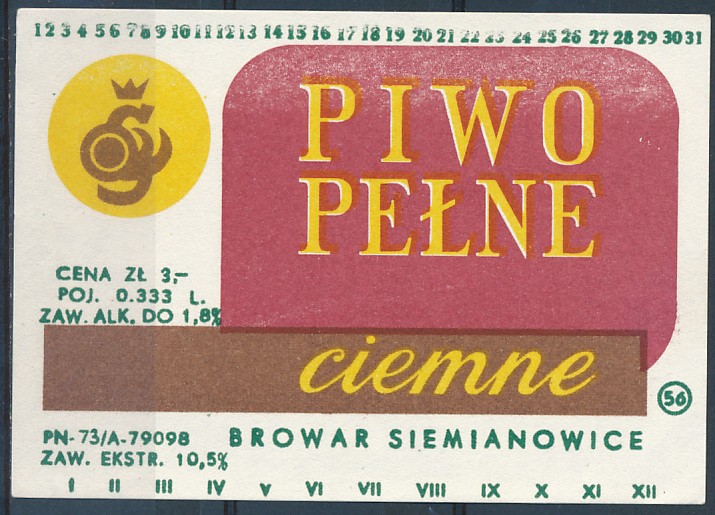 1 2 3 4 5 6 7 8 9 10 11 12 13 14 15 16 17 18 19 20 21 22 23 24 25 26 27 28 29 30 31
PIWO
PEŁNE
CENA ZŁ 3,-
POJ. 0.333 L.
ZAW. ALK. DO 1,8%
ciemne
56
PN-73/A-79098
BROWAR SIEMIANOWICE
ZAW. EKSTR. 10,5%
I II III IV V VI VII VIII IX X XI XII